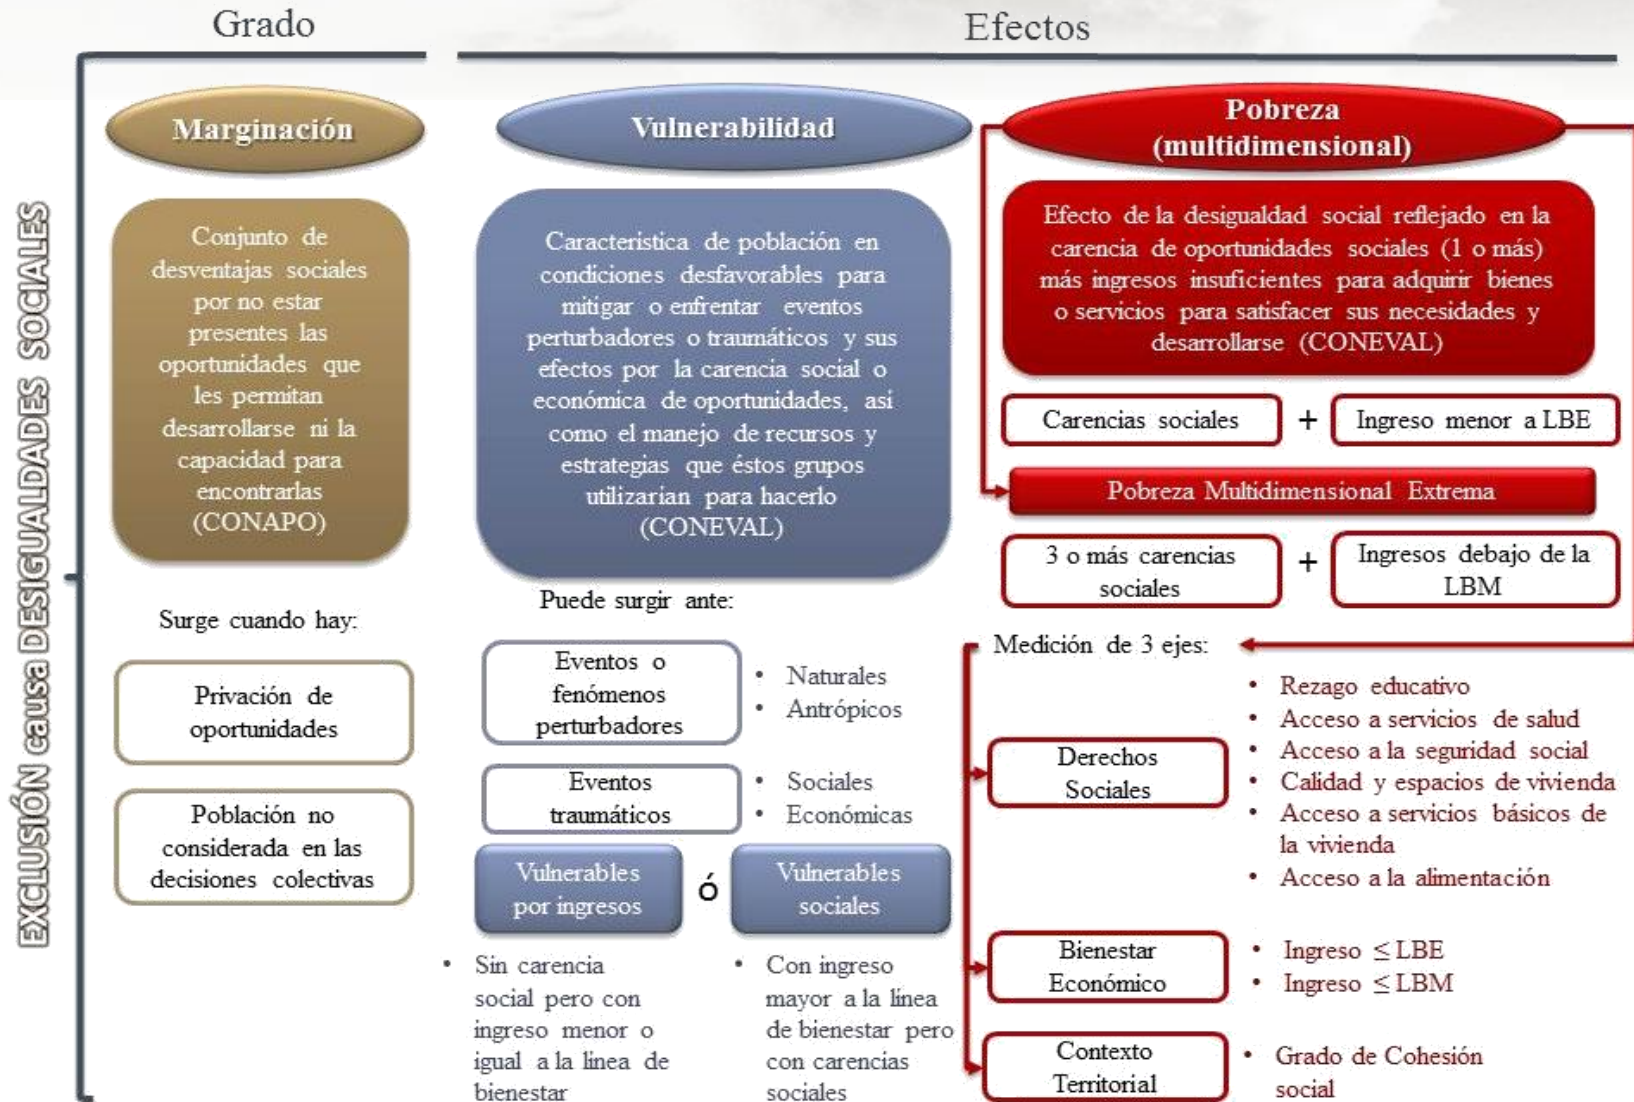 Grado
Efectos
EXCLUSIÓN causa DESIGUALDADES SOCIALES
Marginación
Conjunto de
desventajas sociales
por no estar
presentes las
oportunidades que
les permitan
desarrollarse ni la
capacidad para
encontrarlas
(CONAPO)
Surge cuando hay:
Privación de
oportunidades
Población no
considerada en las
decisiones colectivas
Vulnerabilidad
Caracteristica de población en
condiciones desfavorables para
mitigar o enfrentar eventos
perturbadores o traumáticos y sus
efectos por la carencia social o
económica de oportunidades, asi
como el manejo de recursos y
estrategias que éstos grupos
utilizarian para hacerlo
(CONEVAL)
Puede surgir ante:
Eventos o
fenómenos
perturbadores
• Naturales
• Antrópicos
Eventos
traumáticos
• Sociales
• Económicas
Vulnerables
por ingresos
ó
Vulnerables
sociales
• Sin carencia
social pero con
ingreso menor o
igual a la línea de
bienestar
• Con ingreso
mayor a la línea
de bienestar pero
con carencias
sociales
Pobreza
(multidimensional)
Efecto de la desigualdad social reflejado en la
carencia de oportunidades sociales (1 o más)
más ingresos insuficientes para adquirir bienes
o servicios para satisfacer sus necesidades y
desarrollarse (CONEVAL)
Carencias sociales + Ingreso menor a LBE
Pobreza Multidimensional Extrema
3 o más carencias
sociales
+
Ingresos debajo de la
LBM
Medición de 3 ejes:
Derechos
Sociales
• Rezago educativo
• Acceso a servicios de salud
• Acceso a la seguridad social
• Calidad y espacios de vivienda
• Acceso a servicios básicos de
la vivienda
• Acceso a la alimentación
Bienestar
Económico
• Ingreso ≤ LBE
• Ingreso ≤ LBM
Contexto
Territorial
• Grado de Cohesión
social